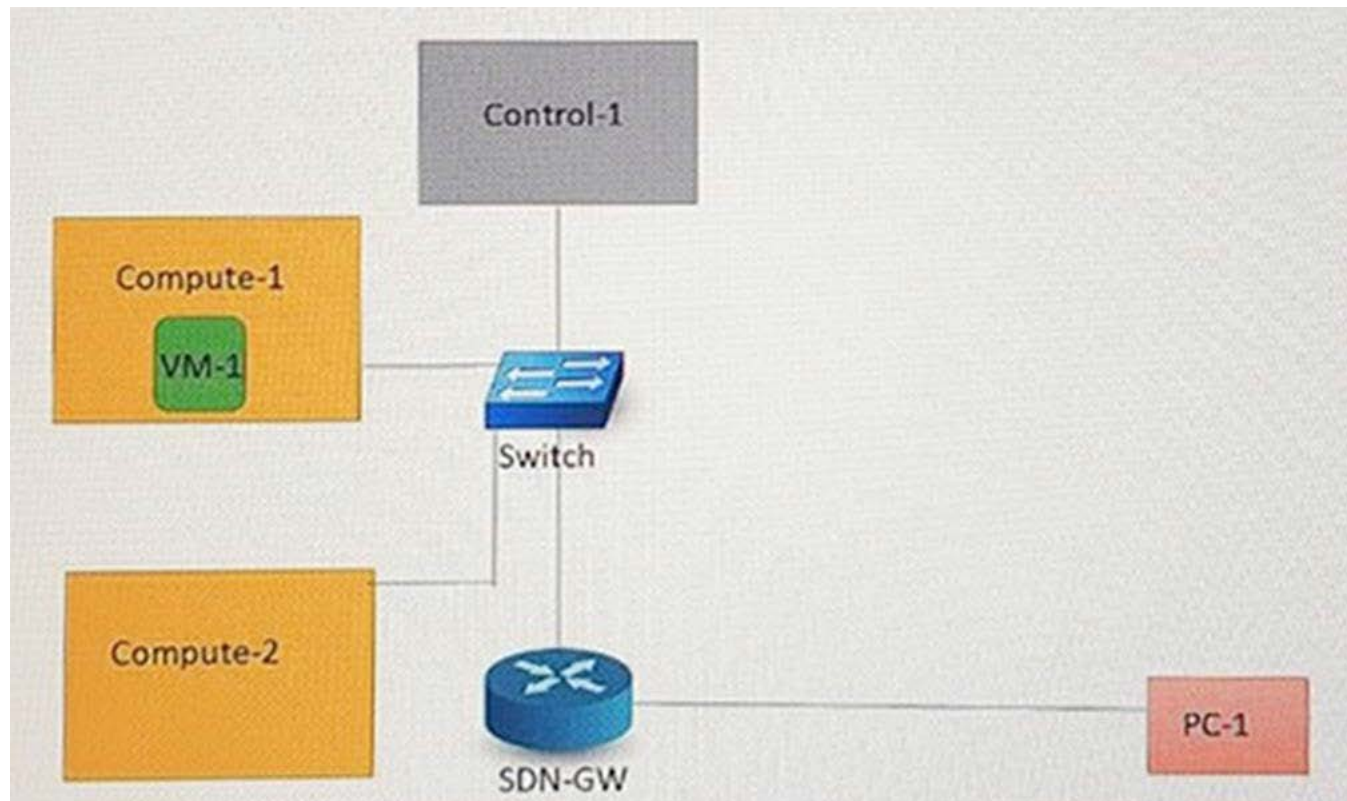 Control-1
Compute-1
VM-1
Switch
Compute-2
SDN-GW
PC-1